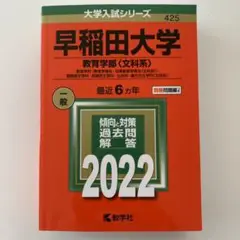 大学入試シリーズ
425
早稲田大学
教育学部〈文科系〉
一般
最近6カ年
傾向と対策
過去問
解答
2022
教学社